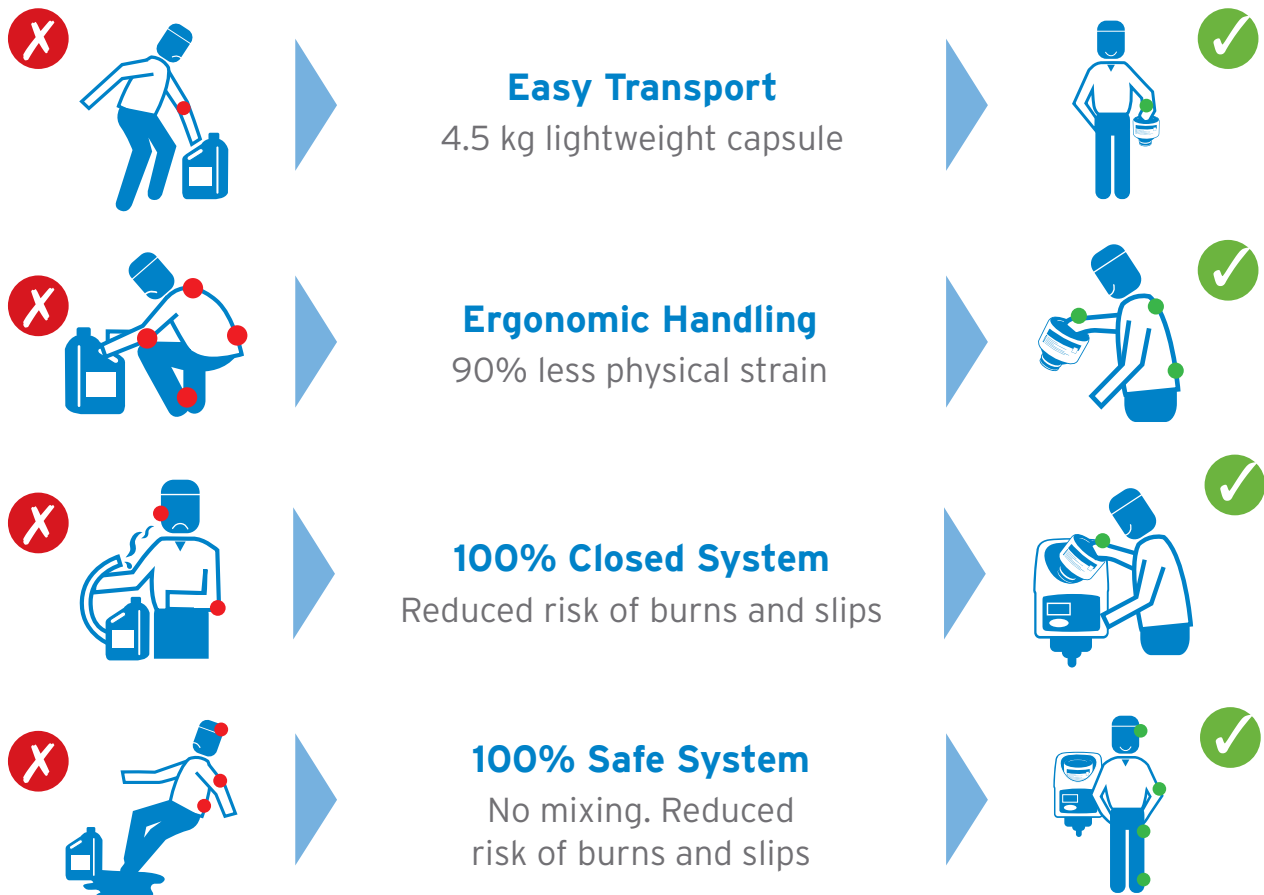 Easy Transport
4.5 kg lightweight capsule
Ergonomic Handling
90% less physical strain
100% Closed System
Reduced risk of burns and slips
100% Safe System
No mixing. Reduced
risk of burns and slips